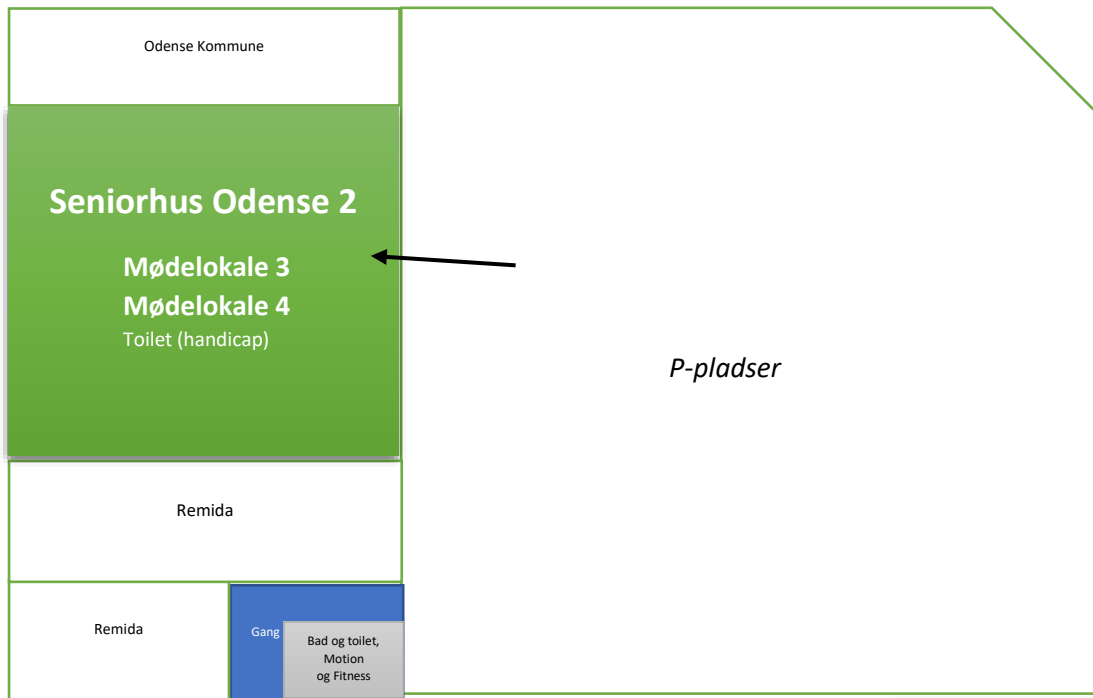 Odense Kommune
Seniorhus Odense 2
Mødelokale 3
Mødelokale 4
Toilet (handicap)
P-pladser
Remida
Remida
Gang
Bad og toilet,
Motion
og Fitness